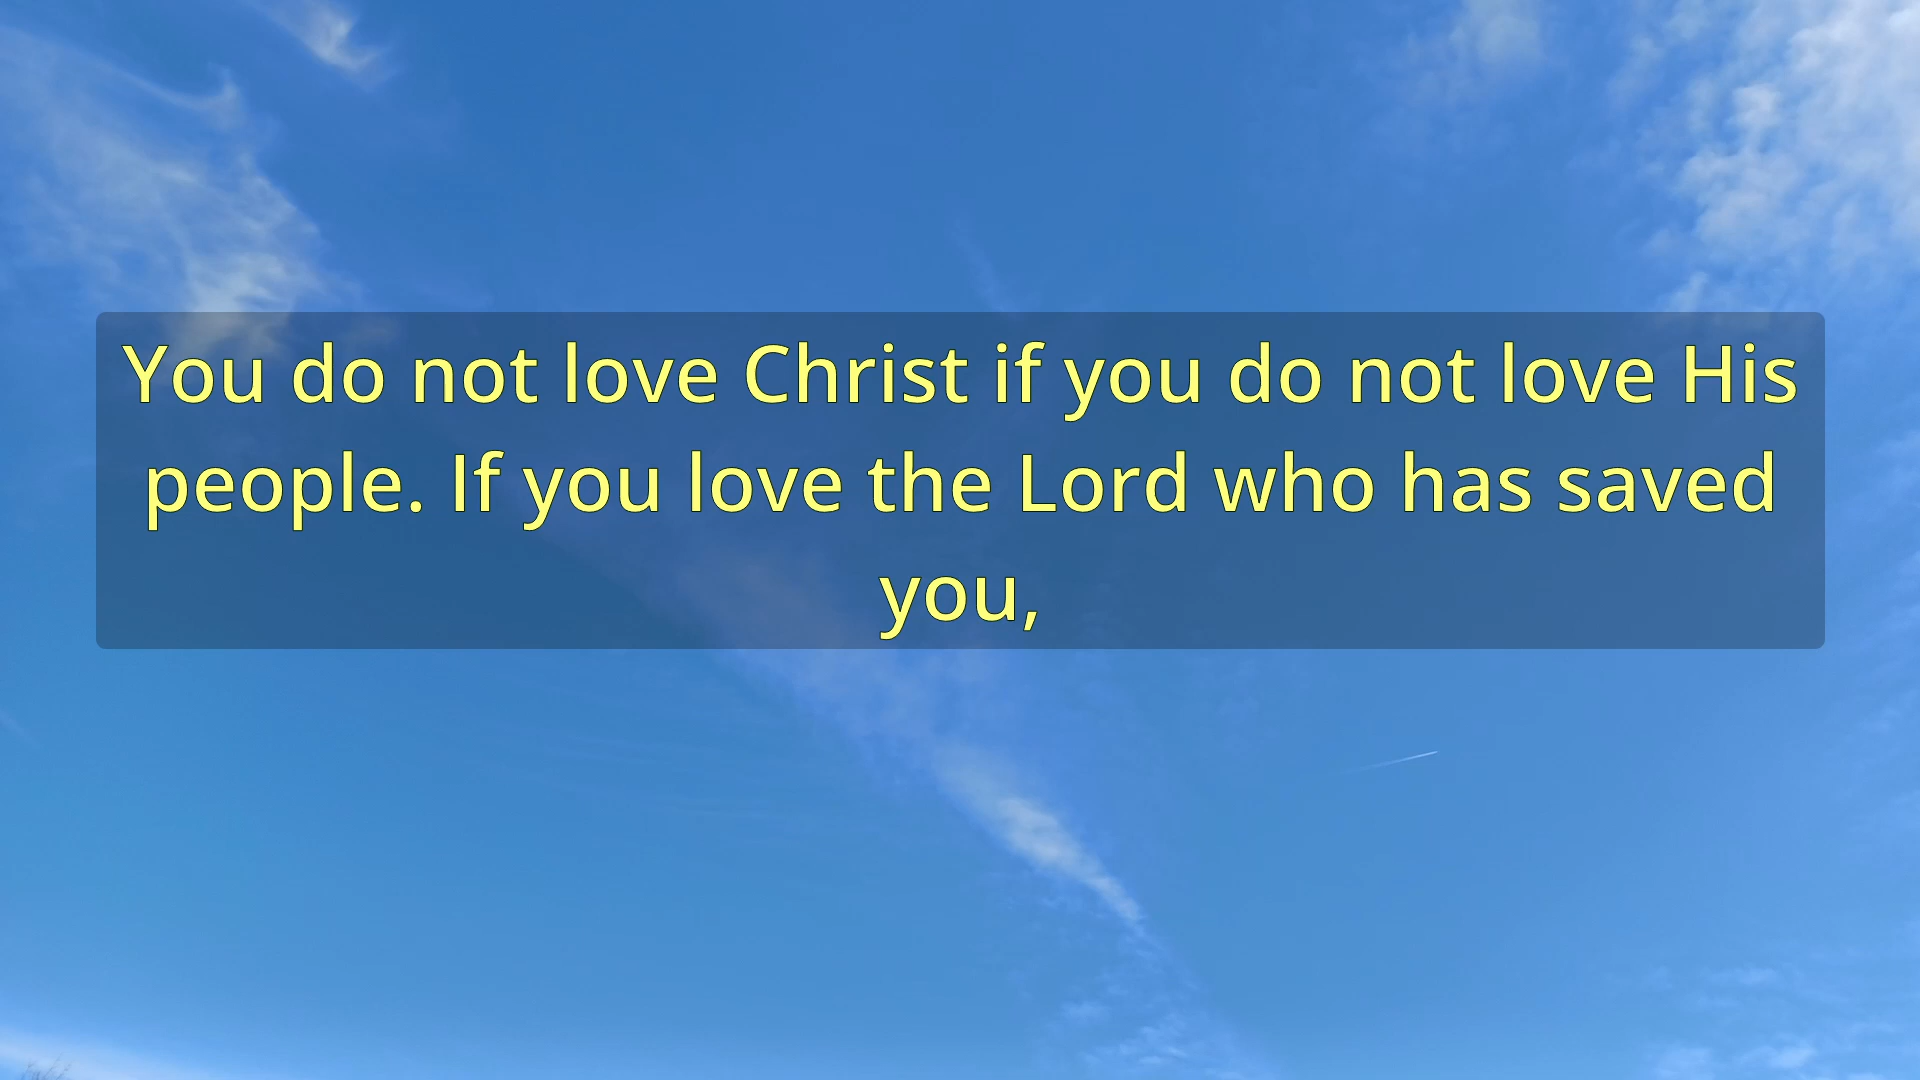 You do not love Christ if you do not love His
people. If you love the Lord who has saved
you,